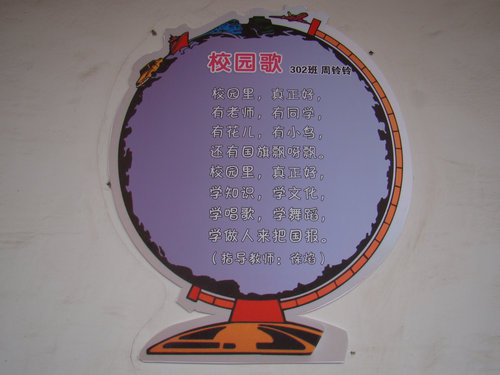 校园歌 302班 周铃铃
校园里，真正好，
有老师，有同学，
有花儿，有小鸟，
还有国旗飘呀飘。
校园里，真正好，
学知识，学文化，
学唱歌，学舞蹈，
学做人来把国报。
（指导教师：徐焰）